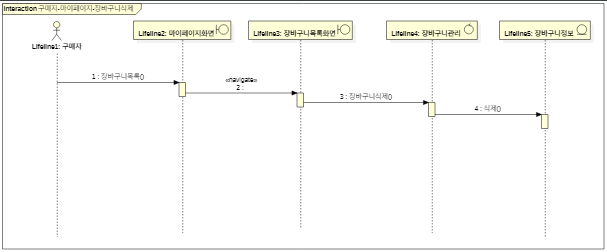 Interaction 구매자-마이페이지-장바구니삭제
Lifeline1: 구매자
Lifeline2: 마이페이지화면
Lifeline3: 장바구니목록화면
Lifeline4: 장바구니관리
Lifeline5: 장바구니정보
1 : 장바구니목록()
«navigate»
2 :
3 : 장바구니삭제()
4 : 삭제()